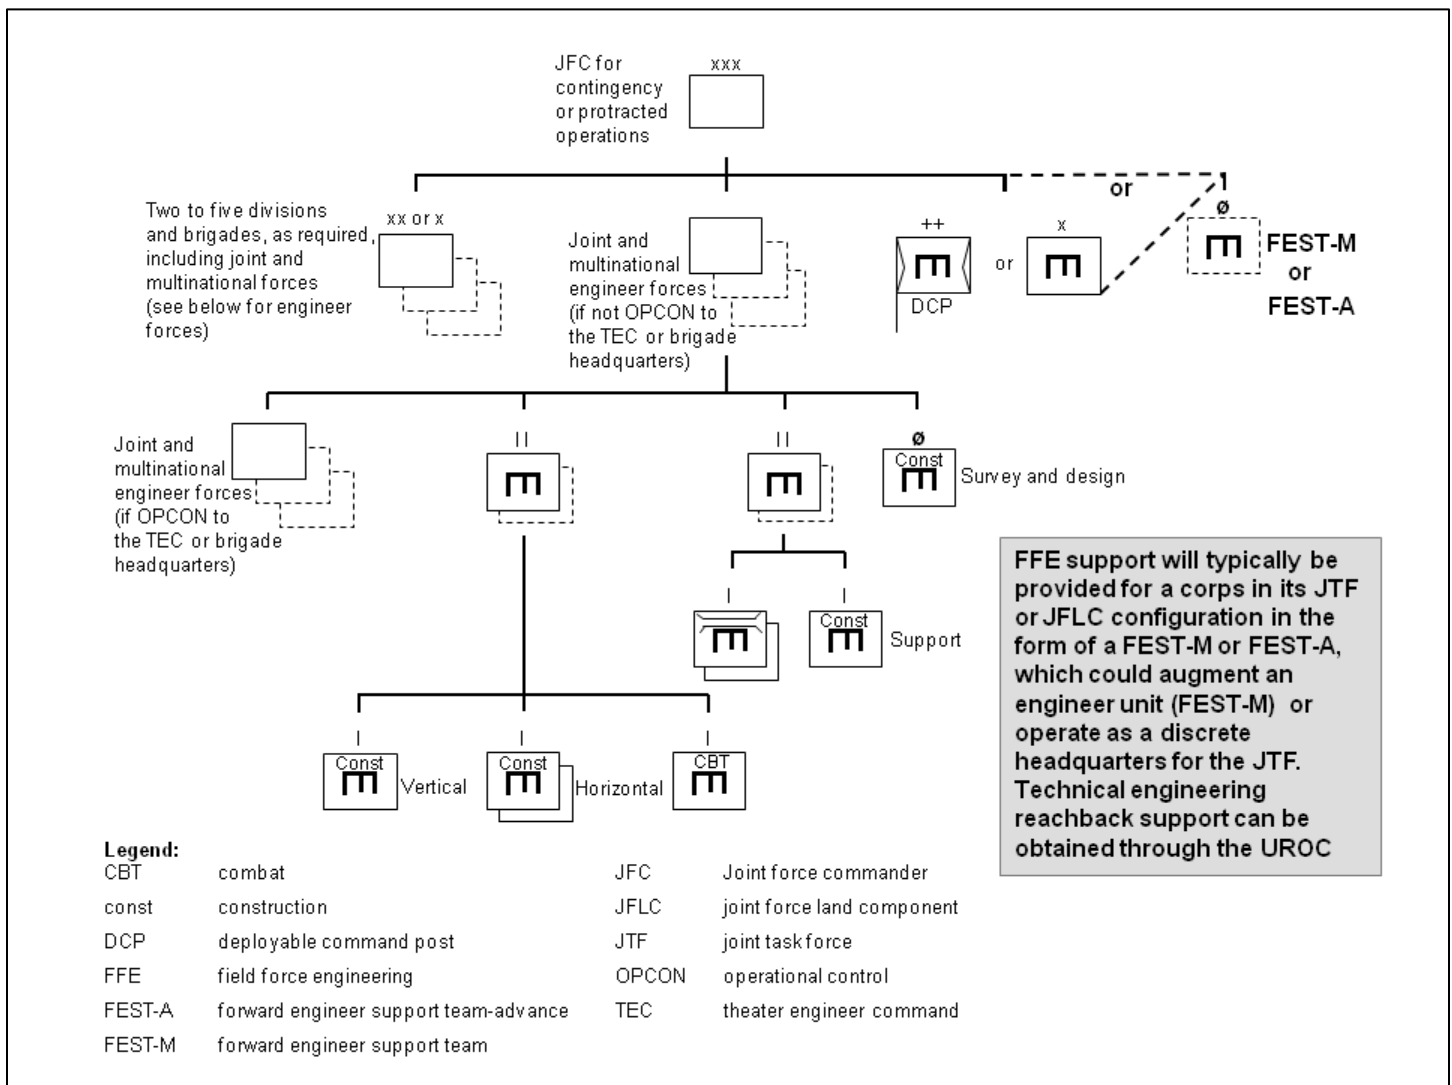 JFC for
contingency
or protracted
operations
xxx
or
Two to five divisions
and brigades, as required,
including joint and
multinational forces
(see below for engineer
forces)
xx or x
Joint and
multinational
engineer forces
(if not OPCON to
the TEC or brigade
headquarters)
++
DCP
or
x
ø
FEST-M
or
FEST-A
Joint and
multinational
engineer forces
(if OPCON to
the TEC or brigade
headquarters)
||
||
ø
Const
Survey and design
|
|
Const
Support
|
Const
Vertical
|
Const
Horizontal
|
CBT
FFE support will typically be
provided for a corps in its JTF
or JFLC configuration in the
form of a FEST-M or FEST-A,
which could augment an
engineer unit (FEST-M) or
operate as a discrete
headquarters for the JTF.
Technical engineering
reachback support can be
obtained through the UROC
Legend:
CBT combat
const construction
DCP deployable command post
FFE field force engineering
FEST-A forward engineer support team-advance
FEST-M forward engineer support team
JFC Joint force commander
JFLC joint force land component
JTF joint task force
OPCON operational control
TEC theater engineer command